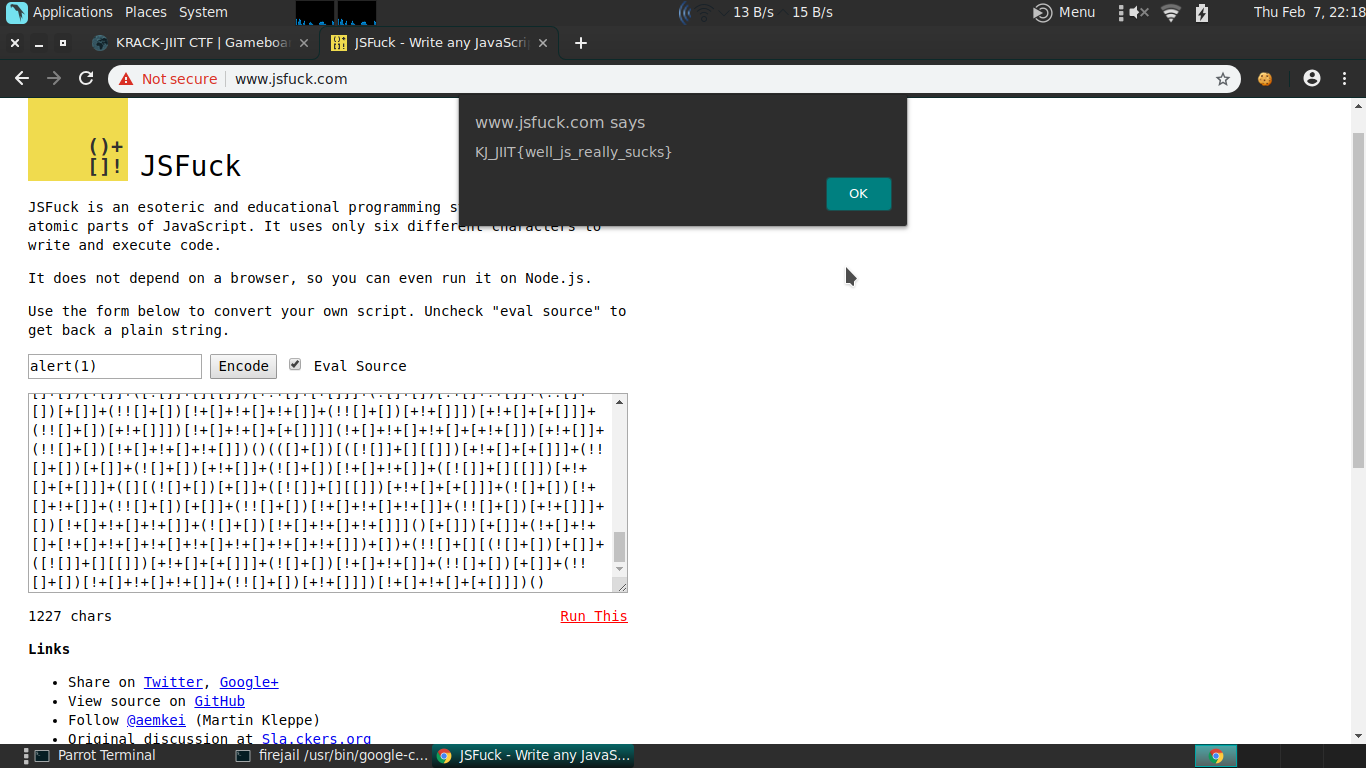 Applications Places System 13 B/s 15 B/s Menu Thu Feb 7, 22:18
KRACK-JIIT CTF | Gameboa JSFuck - Write any JavaScri
Not secure www.jsfuck.com
www.jsfuck.com says
KJ_JIIT{well_js_really_sucks}
OK
()+
[]!
JSFuck
JSFuck is an esoteric and educational programming s
atomic parts of JavaScript. It uses only six different characters to
write and execute code.
It does not depend on a browser, so you can even run it on Node.js.
Use the form below to convert your own script. Uncheck "eval source" to
get back a plain string.
alert(1) Encode Eval Source
[])[+[]]+(!![]+[])[!+[]+!+[]+!+[]]+(!![]+[])[+!+[]]])[+!+[]+[+[]]]+
(!![]+[])[+!+[]]])[!+[]+!+[]+[+[]]]](!+[]+!+[]+!+[]+[+!+[]])[+!+[]]+
(!![]+[])[!+[]+!+[]+!+[]])()(([]+[])[([![]]+[][[]])[+!+[]+[+[]]]+(!!
[]+[])[+[]]+(![]+[])[+!+[]]+(![]+[])[!+[]+!+[]]+([![]]+[][[]])[+!+
[]+[+[]]]+([][(![]+[])[+[]]+([![]]+[][[]])[+!+[]+[+[]]]+(![]+[])[!+
[]+!+[]]+(!![]+[])[+[]]+(!![]+[])[!+[]+!+[]+!+[]]+(!![]+[])[+!+[]]]+
[])[!+[]+!+[]+!+[]]+(![]+[])[!+[]+!+[]+!+[]]]()[+[]])[+[]]+(!+[]+!+
[]+[!+[]+!+[]+!+[]+!+[]+!+[]+!+[]+!+[]+!+[]])+[])+(!![]+[][(![]+[])[+[]]+
([![]]+[][[]])[+!+[]+[+[]]]+(![]+[])[!+[]+!+[]]+(!![]+[])[+[]]+(!!
[]+[])[!+[]+!+[]+!+[]]+(!![]+[])[+!+[]]])[!+[]+!+[]+[+[]]])()
1227 chars Run This
Links
Share on Twitter, Google+
View source on GitHub
Follow @aemkei (Martin Kleppe)
Original discussion at Sla.ckers.org
Parrot Terminal firejail /usr/bin/google-c... JSFuck - Write any JavaS...